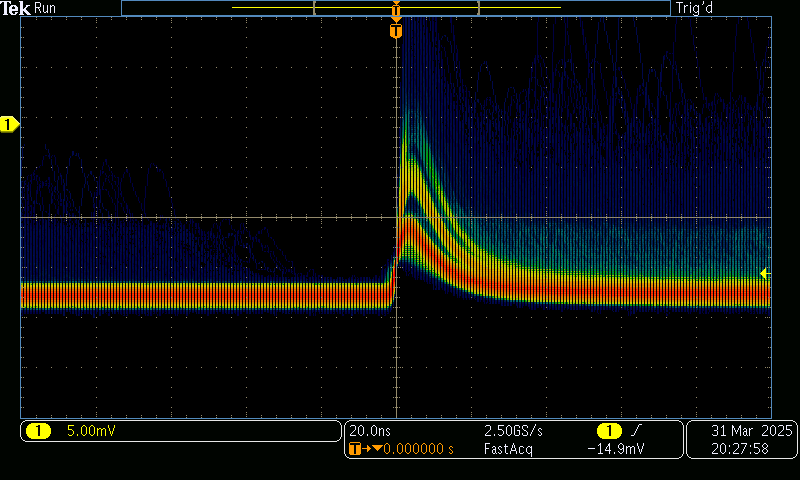 Tek Run Trig'd
T
T
1
1 5.00mV
20.0ns 2.50GS/s 1
T→▼0.000000 s FastAcq −14.9mV
31 Mar 2025
20:27:58